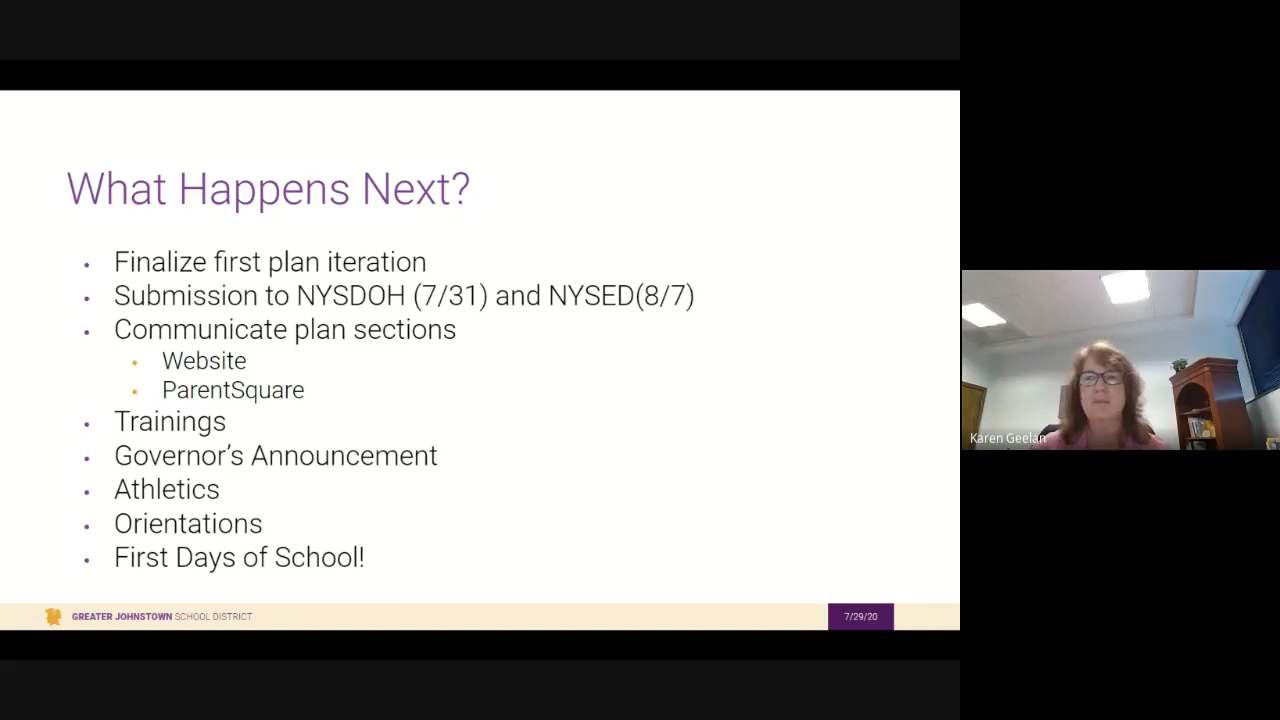 What Happens Next?
• Finalize first plan iteration
• Submission to NYSDOH (7/31) and NYSED(8/7)
• Communicate plan sections
• Website
• ParentSquare
• Trainings
• Governor's Announcement
• Athletics
• Orientations
• First Days of School!
GREATER JOHNSTOWN SCHOOL DISTRICT
7/29/20
Karen Geelan